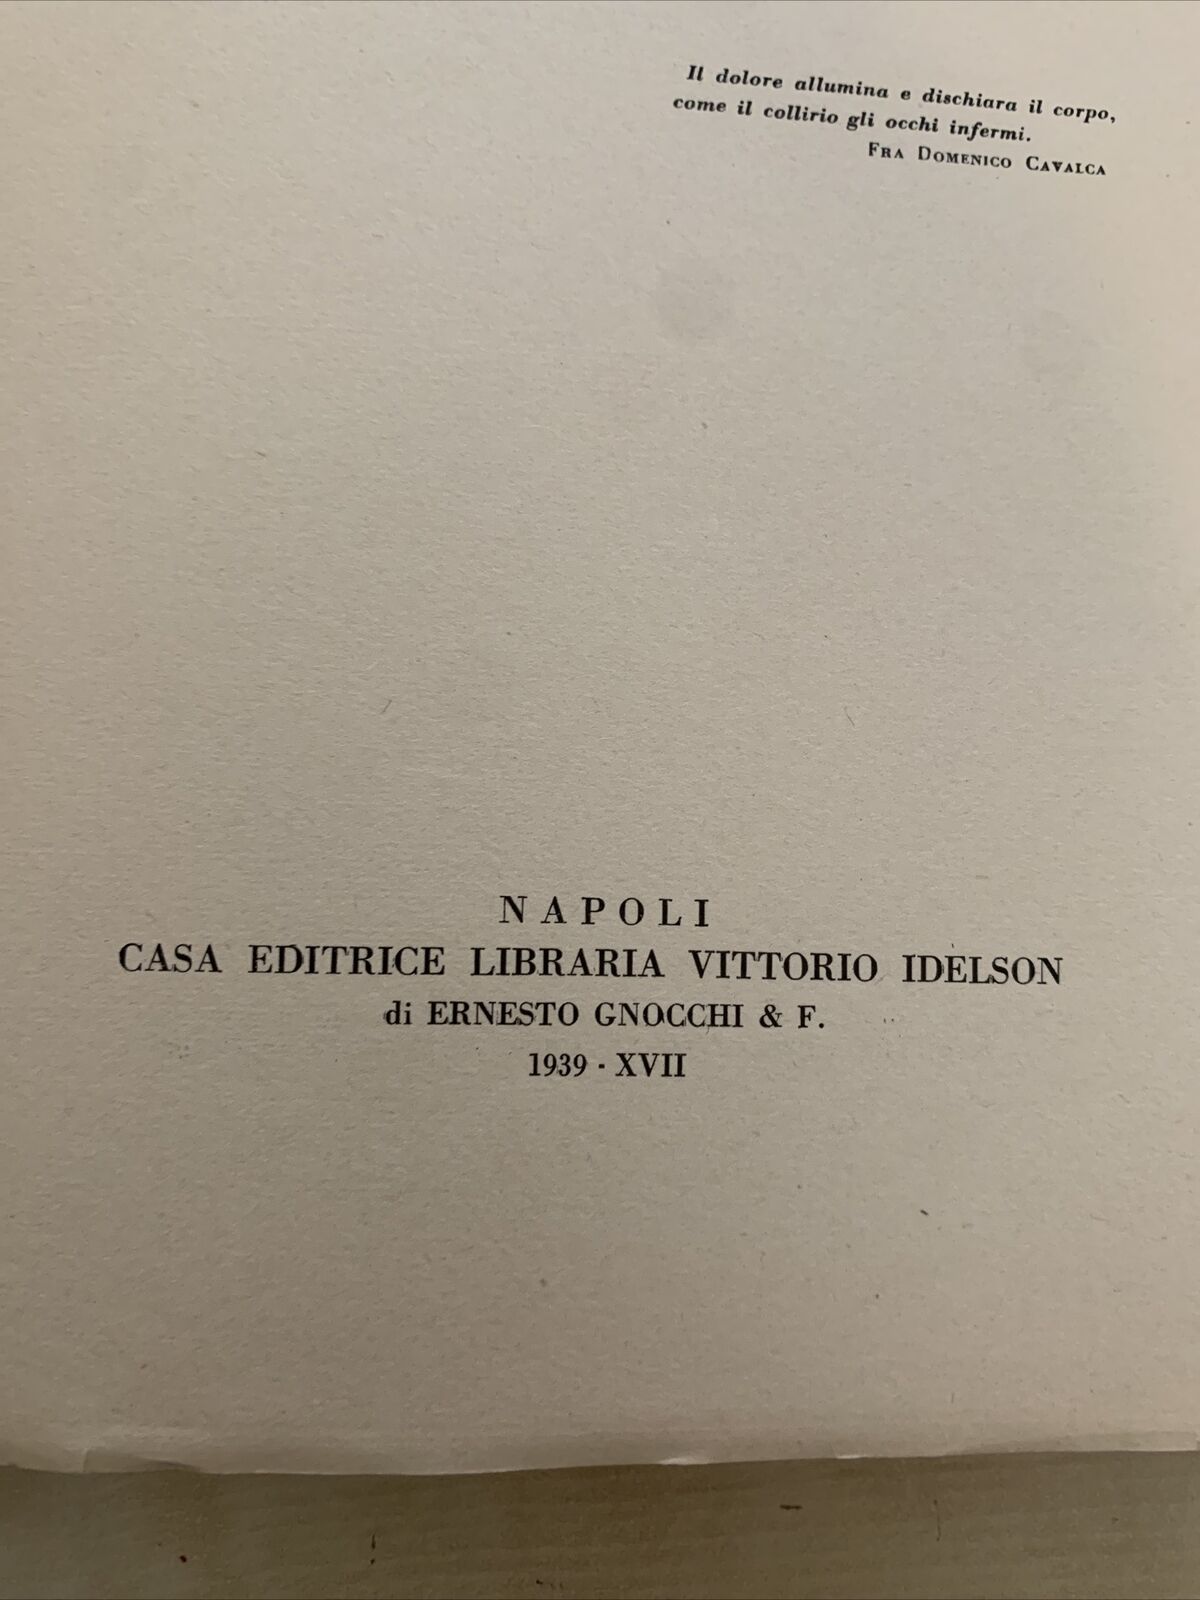 Il dolore allumina e dischiara il corpo,
come il collirio gli occhi infermi.
FRA DOMENICO CAVALCA
NAPOLI
CASA EDITRICE LIBRARIA VITTORIO IDELSON
di ERNESTO GNOCCHI & F.
1939 - XVII